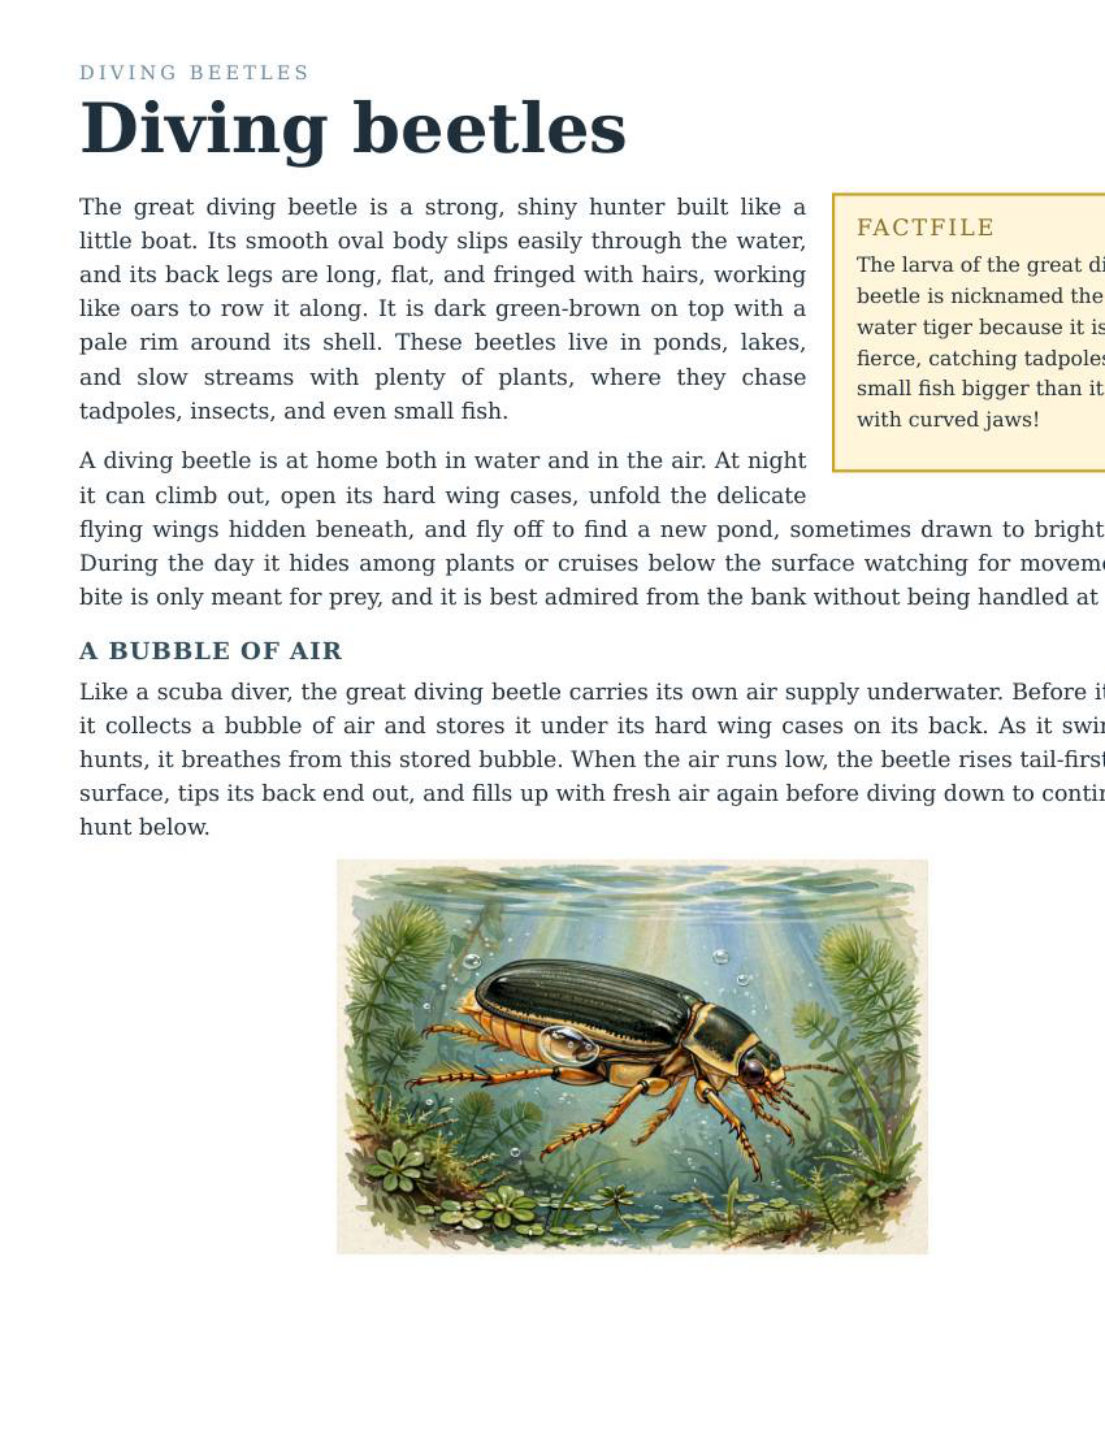 DIVING BEETLES
Diving beetles
The great diving beetle is a strong, shiny hunter built like a
little boat. Its smooth oval body slips easily through the water,
and its back legs are long, flat, and fringed with hairs, working
like oars to row it along. It is dark green-brown on top with a
pale rim around its shell. These beetles live in ponds, lakes,
and slow streams with plenty of plants, where they chase
tadpoles, insects, and even small fish.
FACTFILE
The larva of the great
beetle is nicknamed the
water tiger because it is
fierce, catching tadpoles
small fish bigger than
with curved jaws!
A diving beetle is at home both in water and in the air. At night
it can climb out, open its hard wing cases, unfold the delicate
flying wings hidden beneath, and fly off to find a new pond, sometimes drawn to bright
During the day it hides among plants or cruises below the surface watching for
bite is only meant for prey, and it is best admired from the bank without being handled at
A BUBBLE OF AIR
Like a scuba diver, the great diving beetle carries its own air supply underwater. Before it
it collects a bubble of air and stores it under its hard wing cases on its back. As it
hunts, it breathes from this stored bubble. When the air runs low, the beetle rises tail-first
surface, tips its back end out, and fills up with fresh air again before diving down to
hunt below.